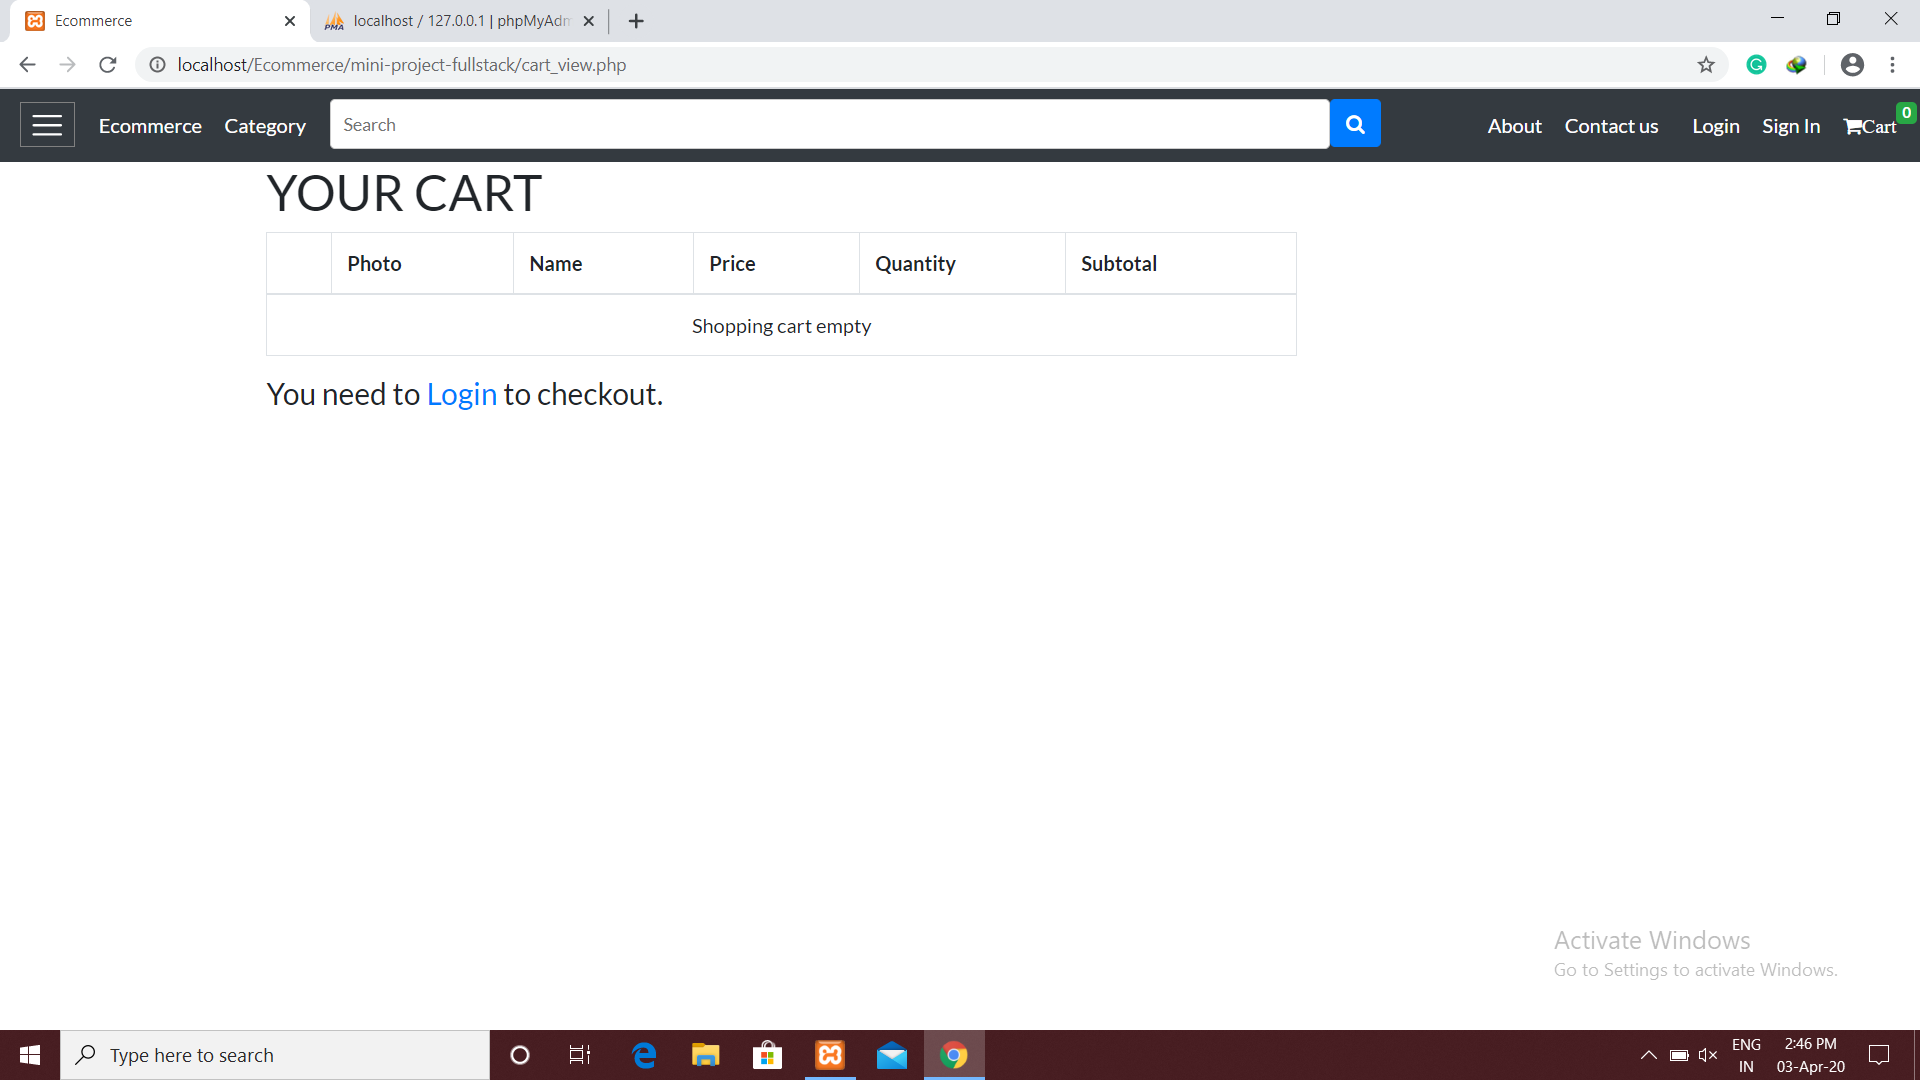 Ecommerce
localhost / 127.0.0.1 | phpMyAdm
localhost/Ecommerce/mini-project-fullstack/cart_view.php
Ecommerce Category Search About Contact us Login Sign In Cart 0
YOUR CART
Photo Name Price Quantity Subtotal
Shopping cart empty
You need to Login to checkout.
Activate Windows
Go to Settings to activate Windows.
Type here to search
ENG
IN
2:46 PM
03-Apr-20
PMA